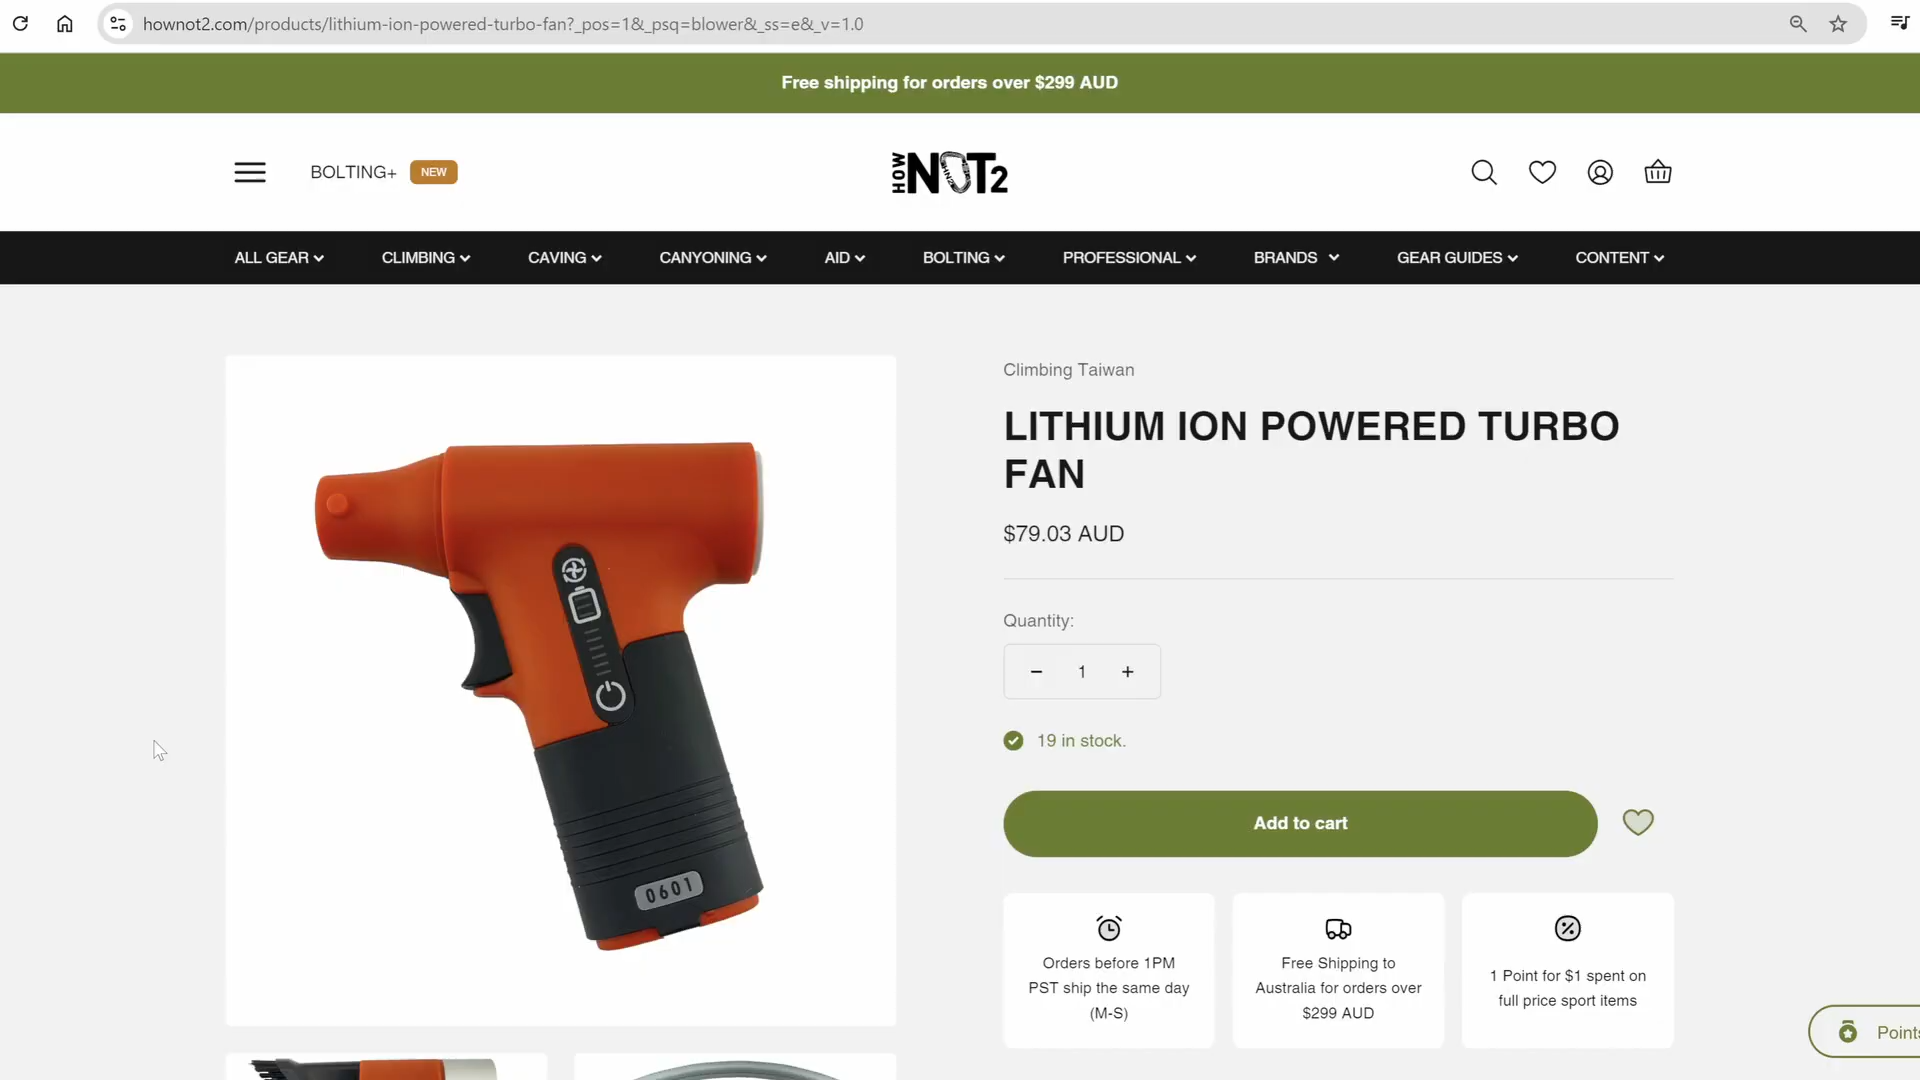 hownot2.com/products/lithium-ion-powered-turbo-fan?_pos=1&_psq=blower&_ss=e&_v=1.0
Free shipping for orders over $299 AUD
BOLTING+ NEW
HOW NOT2
ALL GEAR CLIMBING CAVING CANYONING AID BOLTING PROFESSIONAL BRANDS GEAR GUIDES CONTENT
Climbing Taiwan
LITHIUM ION POWERED TURBO
FAN
$79.03 AUD
Quantity:
− 1 +
19 in stock.
Add to cart
0601
Orders before 1PM
PST ship the same day
(M-S)
Free Shipping to
Australia for orders over
$299 AUD
1 Point for $1 spent on
full price sport items
Points